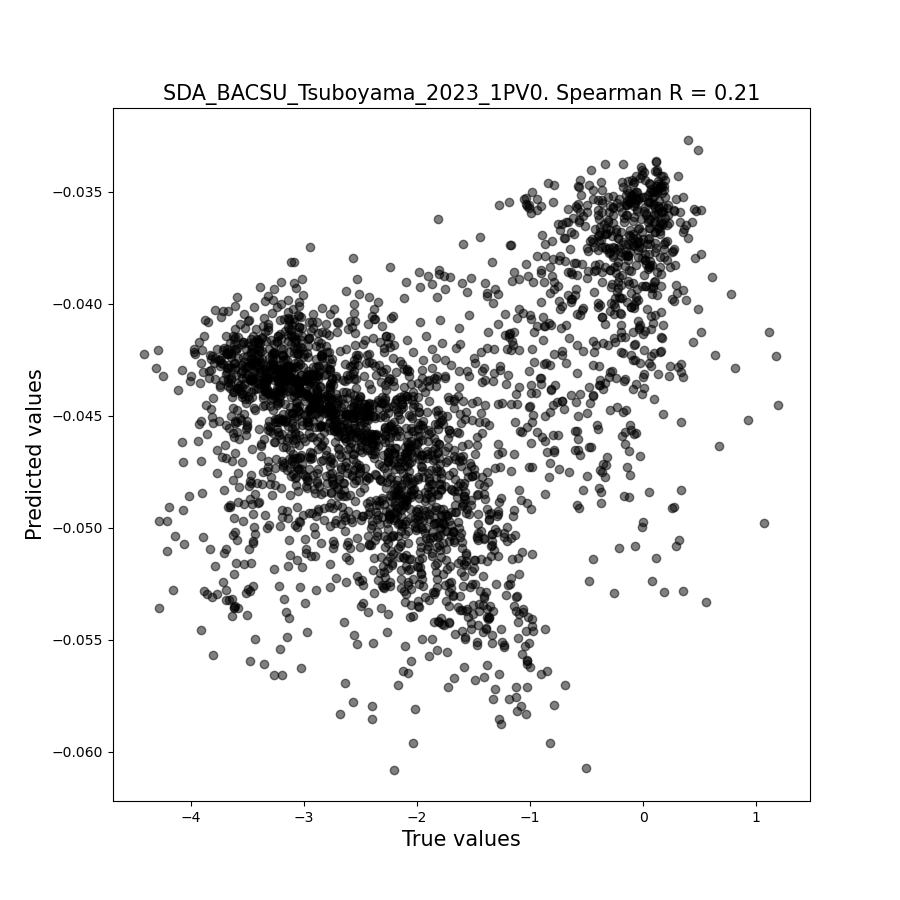 SDA_BACSU_Tsuboyama_2023_1PV0. Spearman R = 0.21
Predicted values
−0.035
−0.040
−0.045
−0.050
−0.055
−0.060
−4 −3 −2 −1 0 1
True values